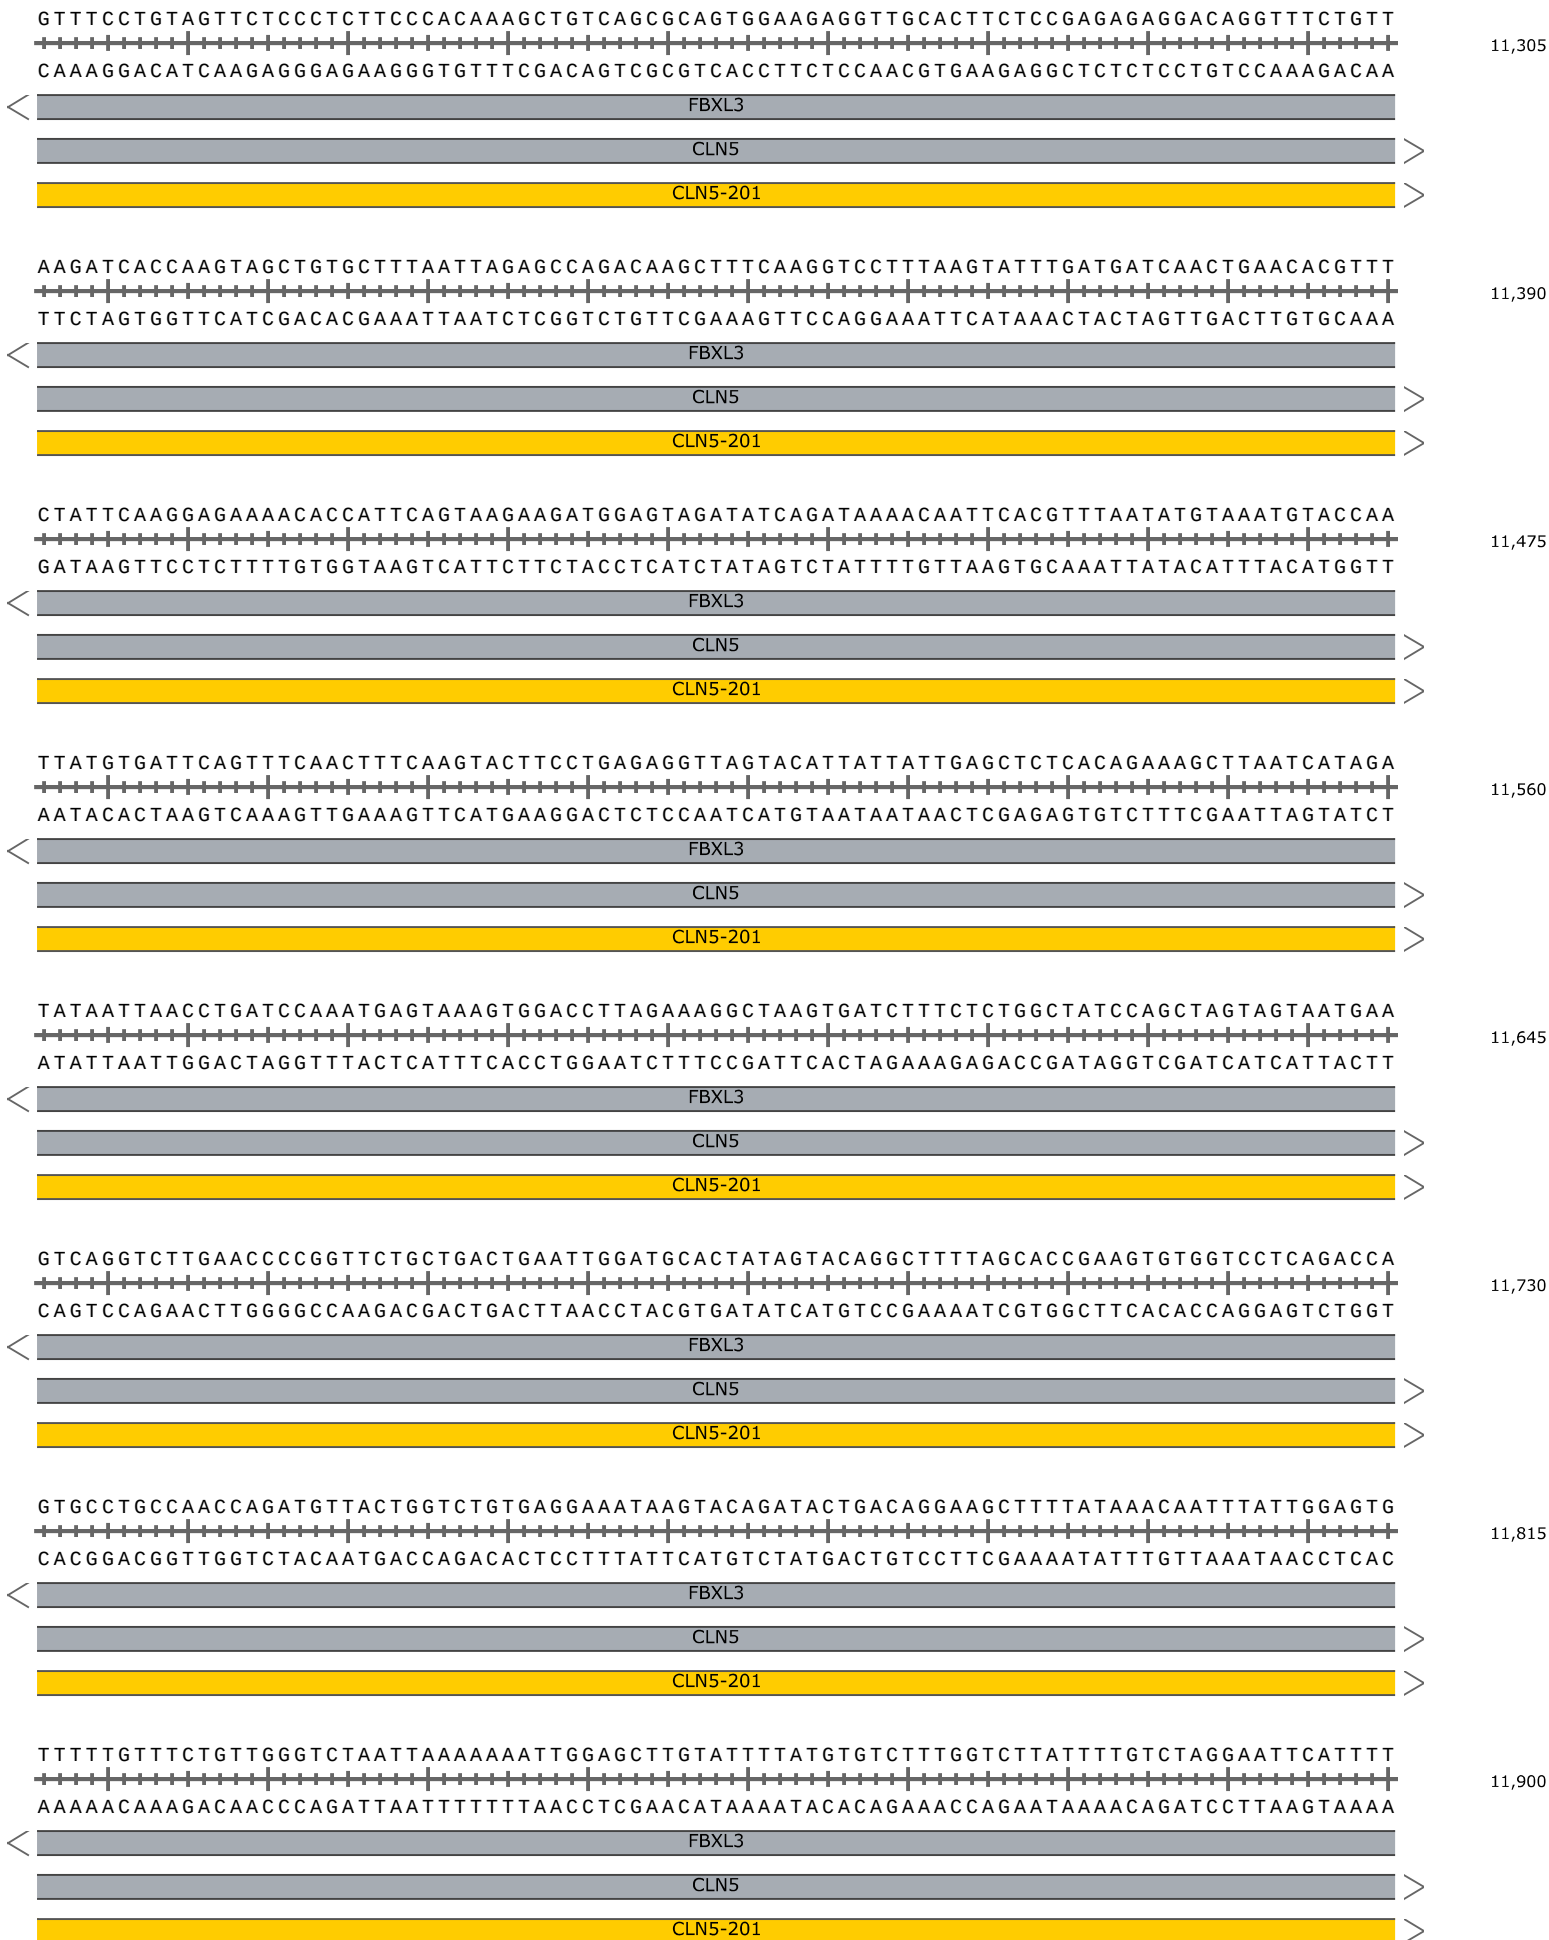 GTTTCCTGTAGTTCTCCCTCTTCCCACAAAGCTGTCAGCGCAGTGGAAGAGGTTGCACTTCTCCGAGAGAGGACAGGTTTCTGTT
11,305
CAAAGGACATCAAGAGGGAGAAGGGTGTTTCGACAGTCGCGTCACCTTCTCCAACGTGAAGAGGCTCTCTCCTGTCCAAAGACAA
FBXL3
CLN5
CLN5-201
AAGATCACCAAGTAGCTGTGCTTTAATTAGAGCCAGACAAGCTTTCAAGGTCCTTTAAGTATTTGATGATCAACTGAACACGTTT
11,390
TTCTAGTGGTTCATCGACACGAAATTAATCTCGGTCTGTTCGAAAGTTCCAGGAAATTCATAAACTACTAGTTGACTTGTGCAAA
FBXL3
CLN5
CLN5-201
CTATTCAAGGAGAAAACACCATTCAGTAAGAAGATGGAGTAGATATCAGATAAAACAATTCACGTTTAATATGTAAATGTACCAA
11,475
GATAAGTTCCTCTTTTGTGGTAAGTCATTCTTCTACCTCATCTATAGTCTATTTTGTTAAGTGCAAATTATACATTTACATGGTT
FBXL3
CLN5
CLN5-201
TTATGTGATTCAGTTTCAACTTTCAAGTACTTCCTGAGAGGTTAGTACATTATTATTGAGCTCTCACAGAAAGCTTAATCATAGA
11,560
AATACACTAAGTCAAAGTTGAAAGTTCATGAAGGACTCTCCAATCATGTAATAATAACTCGAGAGTGTCTTTCGAATTAGTATCT
FBXL3
CLN5
CLN5-201
TATAATTAACCTGATCCAAATGAGTAAAGTGGACCTTAGAAAGGCTAAGTGATCTTTCTCTGGCTATCCAGCTAGTAGTAATGAA
11,645
ATATTAATTGGACTAGGTTTACTCATTTCACCTGGAATCTTTCCGATTCACTAGAAAGAGACCGATAGGTCGATCATCATTACTT
FBXL3
CLN5
CLN5-201
GTCAGGTCTTGAACCCCGGTTCTGCTGACTGAATTGGATGCACTATAGTACAGGCTTTTAGCACCGAAGTGTGGTCCTCAGACCA
11,730
CAGTCCAGAACTTGGGGCCAAGACGACTGACTTAACCTACGTGATATCATGTCCGAAAATCGTGGCTTCACACCAGGAGTCTGGT
FBXL3
CLN5
CLN5-201
GTGCCTGCCAACCAGATGTTACTGGTCTGTGAGGAAATAAGTACAGATACTGACAGGAAGCTTTTATAAACAATTTATTGGAGTG
11,815
CACGGACGGTTGGTCTACAATGACCAGACACTCCTTTATTCATGTCTATGACTGTCCTTCGAAAATATTTGTTAAATAACCTCAC
FBXL3
CLN5
CLN5-201
TTTTTGTTTCTGTTGGGTCTAATTAAAAAAATTGGAGCTTGTATTTTATGTGTCTTTGGTCTTATTTTGTCTAGGAATTCATTTT
11,900
AAAAACAAAGACAACCCAGATTAATTTTTTTAACCTCGAACATAAAATACACAGAAACCAGAATAAAACAGATCCTTAAGTAAAA
FBXL3
CLN5
CLN5-201